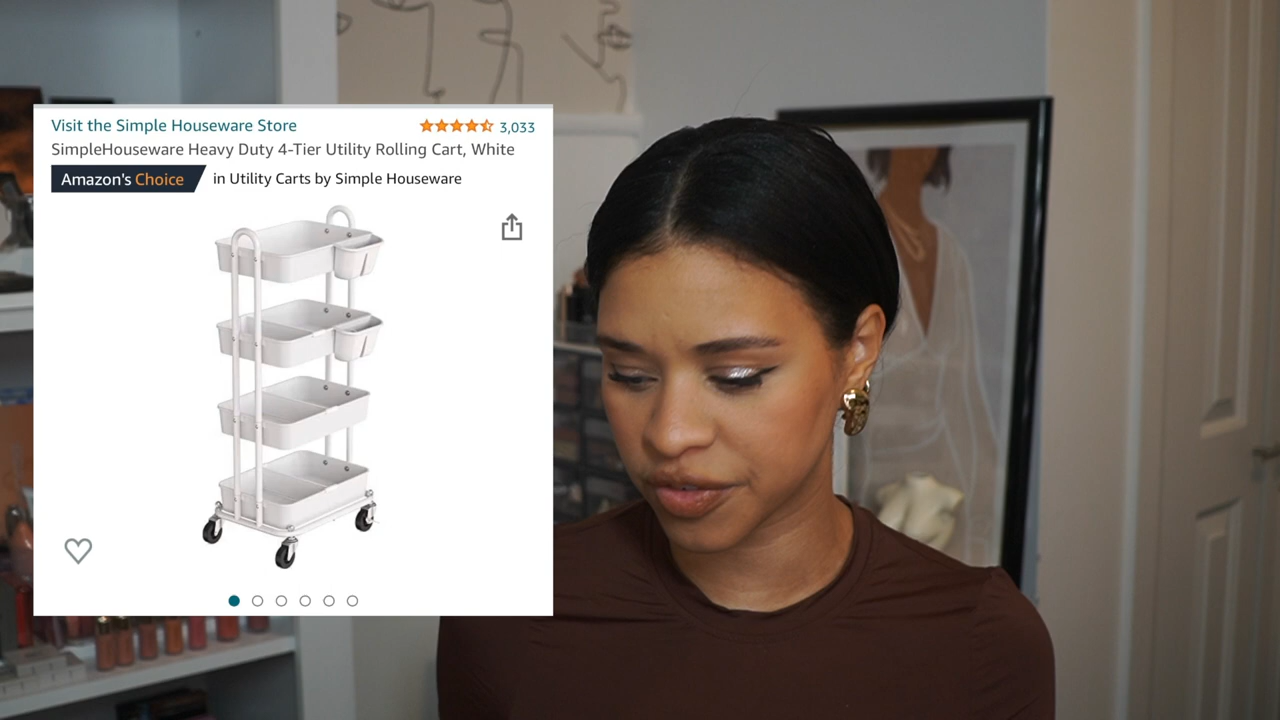 Visit the Simple Houseware Store
3,033
SimpleHouseware Heavy Duty 4-Tier Utility Rolling Cart, White
Amazon's Choice in Utility Carts by Simple Houseware